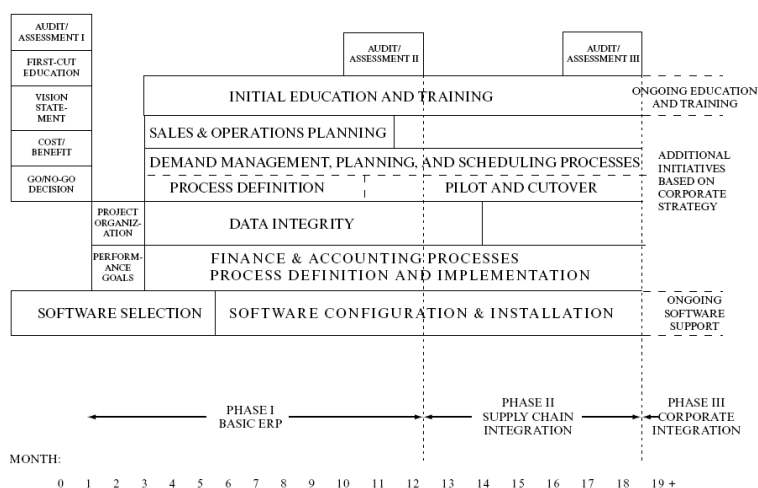 AUDIT/
ASSESSMENT I
FIRST-CUT
EDUCATION
VISION
STATE-
MENT
COST/
BENEFIT
GO/NO-GO
DECISION
AUDIT/
ASSESSMENT II
AUDIT/
ASSESSMENT III
INITIAL EDUCATION AND TRAINING
ONGOING EDUCATION
AND TRAINING
SALES & OPERATIONS PLANNING
DEMAND MANAGEMENT, PLANNING, AND SCHEDULING PROCESSES
PROCESS DEFINITION
PILOT AND CUTOVER
ADDITIONAL
INITIATIVES
BASED ON
CORPORATE
STRATEGY
PROJECT
ORGANIZ-
ATION
DATA INTEGRITY
PERFORM-
ANCE
GOALS
FINANCE & ACCOUNTING PROCESSES
PROCESS DEFINITION AND IMPLEMENTATION
SOFTWARE SELECTION
SOFTWARE CONFIGURATION & INSTALLATION
ONGOING
SOFTWARE
SUPPORT
PHASE I
BASIC ERP
PHASE II
SUPPLY CHAIN
INTEGRATION
PHASE III
CORPORATE
INTEGRATION
MONTH:
0 1 2 3 4 5 6 7 8 9 10 11 12 13 14 15 16 17 18 19 +